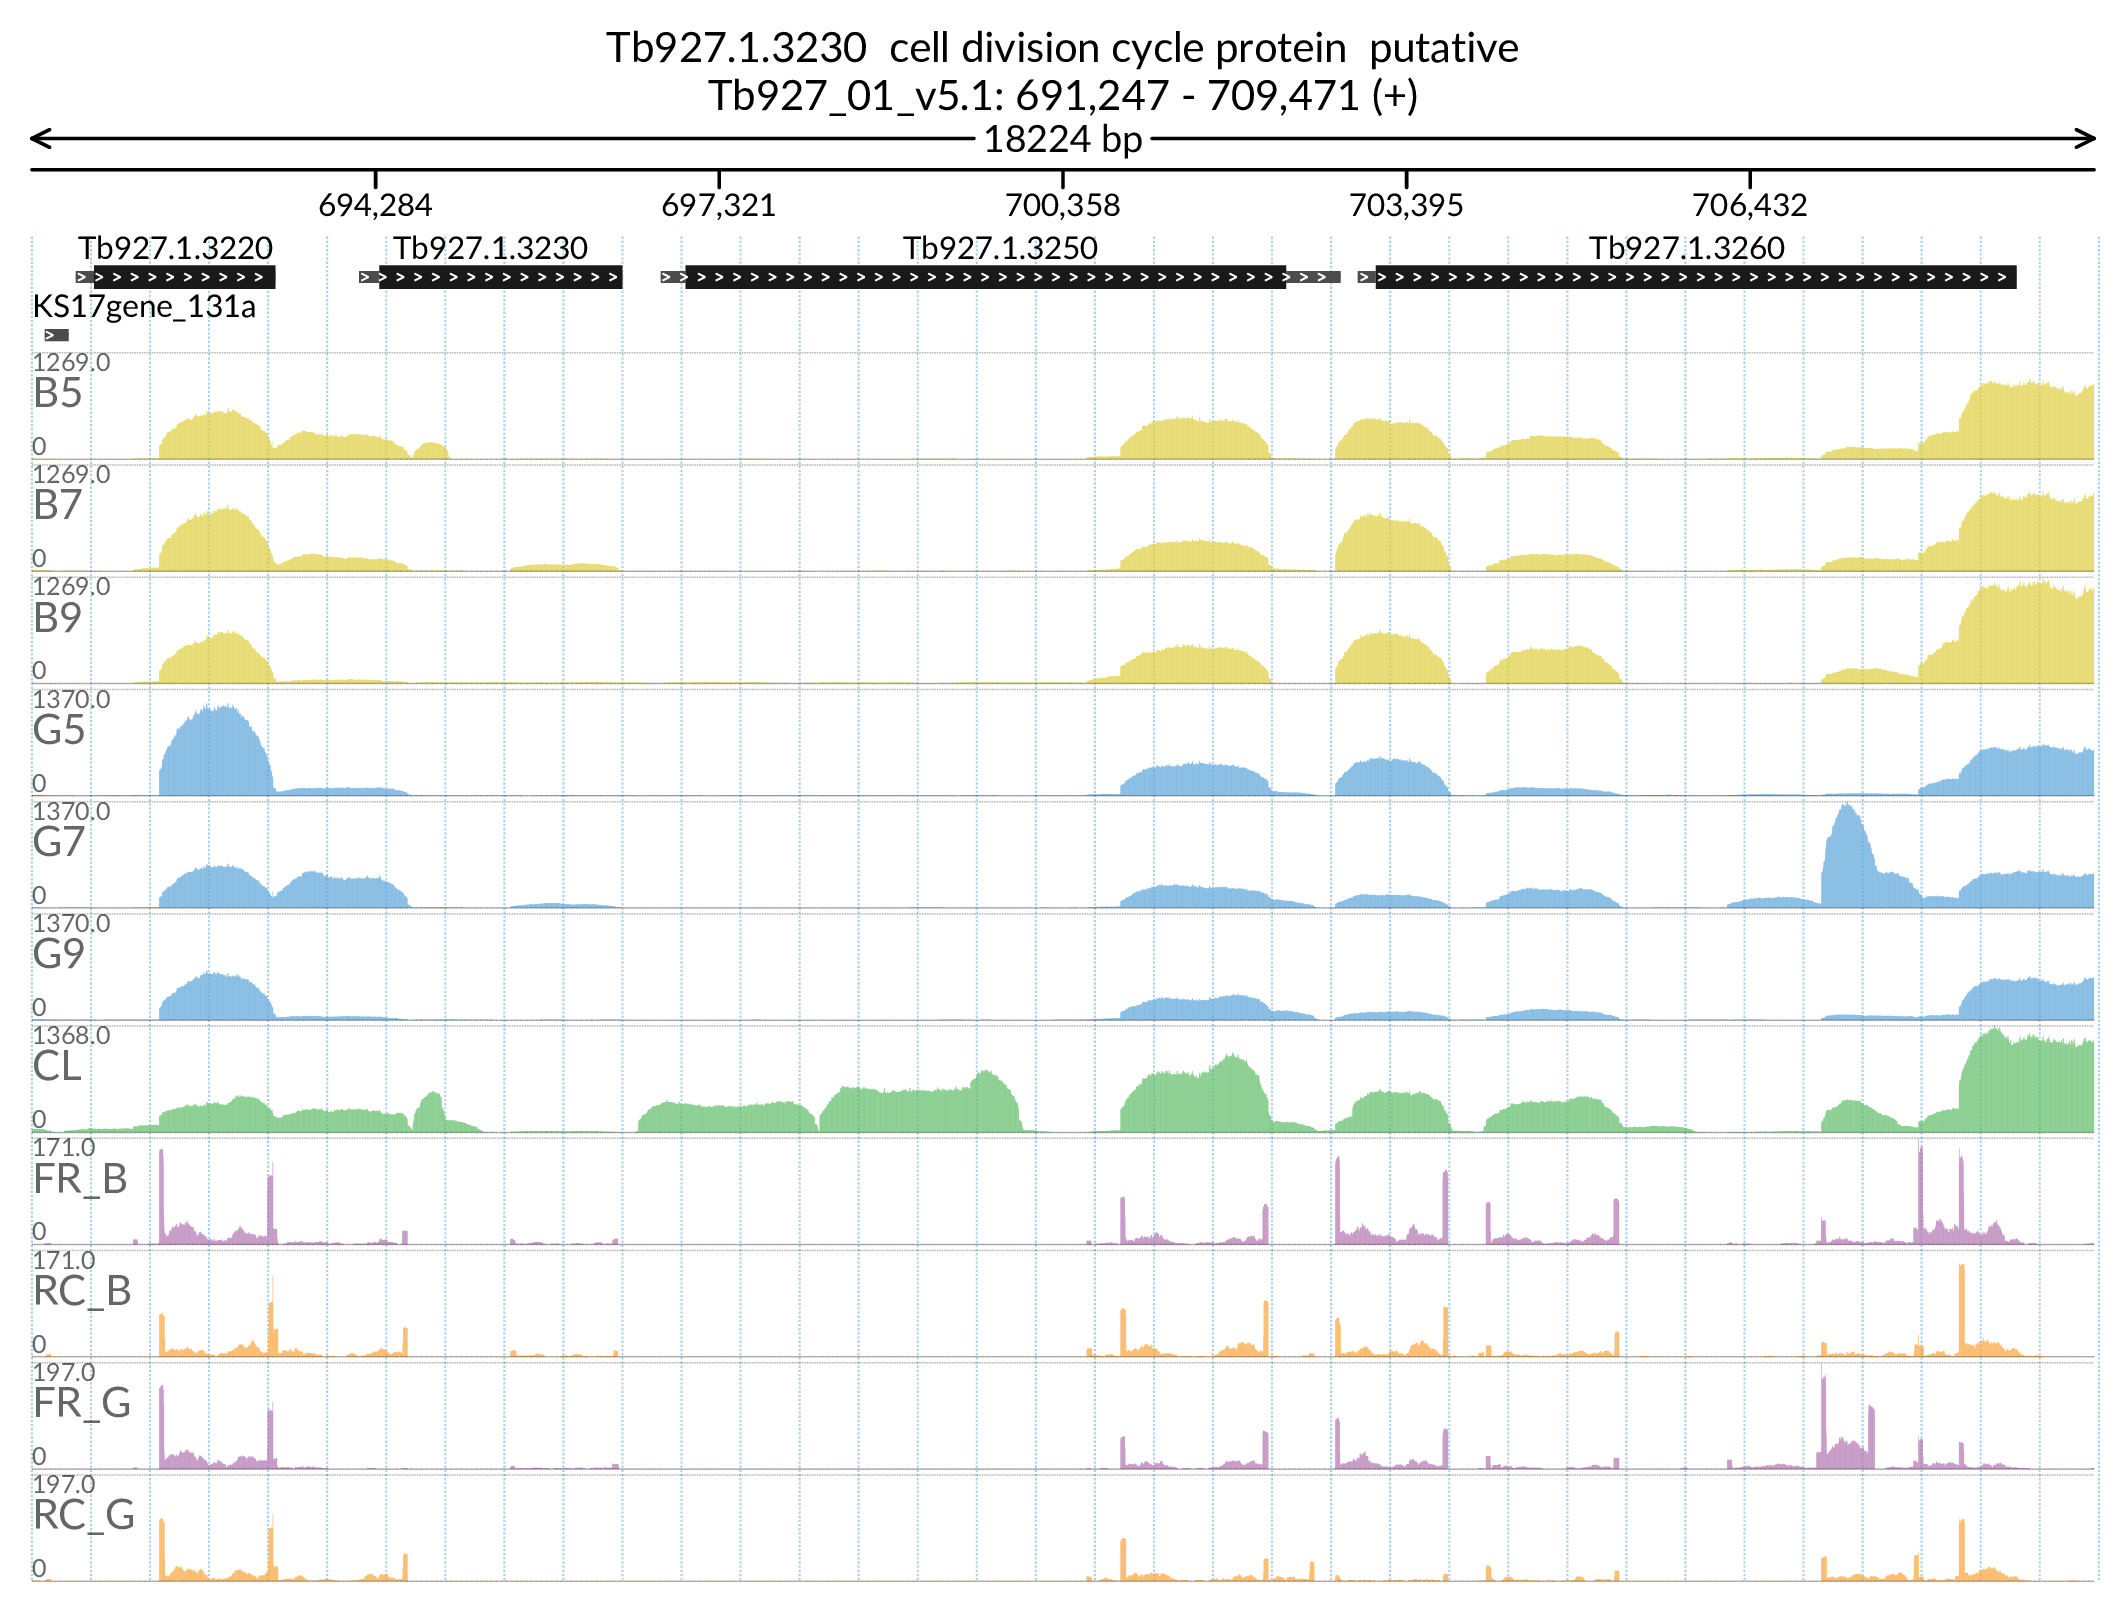 Tb927.1.3230  cell division cycle protein  putative
Tb927_01_v5.1: 691,247 - 709,471 (+)
18224 bp
694,284 697,321 700,358 703,395 706,432
Tb927.1.3220 Tb927.1.3230 Tb927.1.3250 Tb927.1.3260
KS17gene_131a
1269.0
B5
0
1269.0
B7
0
1269.0
B9
0
1370.0
G5
0
1370.0
G7
0
1370.0
G9
0
1368.0
CL
0
171.0
FR_B
0
171.0
RC_B
0
197.0
FR_G
0
197.0
RC_G
0